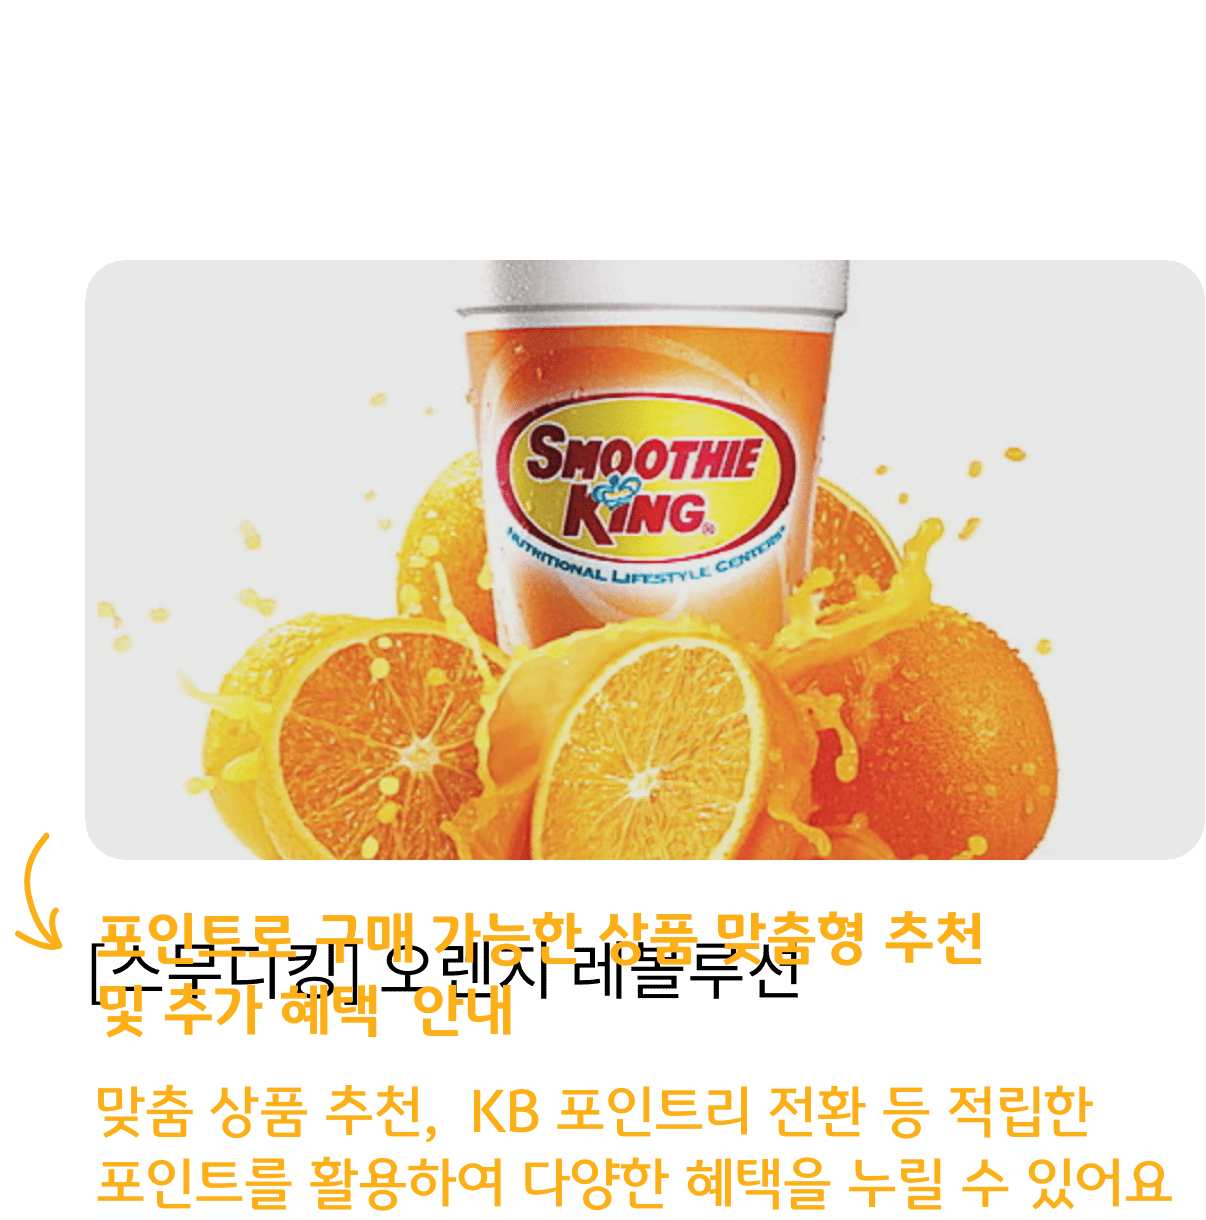 SMOOTHIE
KING®
NUTRITIONAL LIFESTYLE CENTERS®
포인트로 구매 가능한 상품 맞춤형 추천
[스무디킹] 오렌지 레볼루션
및 추가 혜택 안내
맞춤 상품 추천, KB 포인트리 전환 등 적립한
포인트를 활용하여 다양한 혜택을 누릴 수 있어요